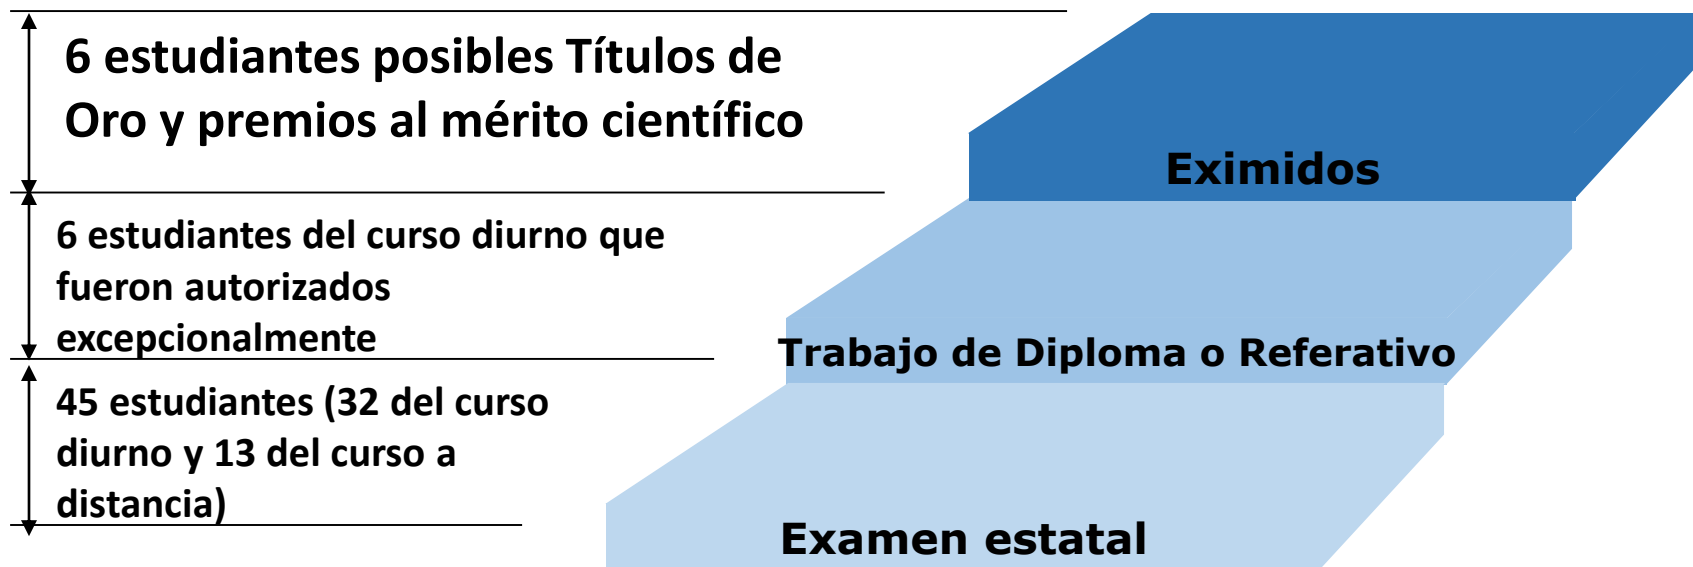 6 estudiantes posibles Títulos de
Oro y premios al mérito científico
Eximidos
6 estudiantes del curso diurno que
fueron autorizados
excepcionalmente
Trabajo de Diploma o Referativo
45 estudiantes (32 del curso
diurno y 13 del curso a
distancia)
Examen estatal